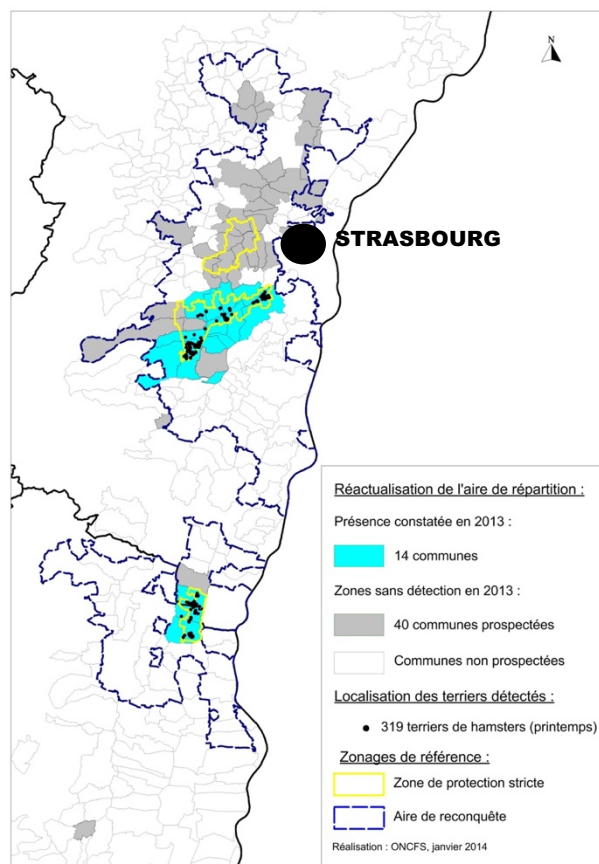 N
STRASBOURG
Réactualisation de l'aire de répartition :
Présence constatée en 2013 :
14 communes
Zones sans détection en 2013 :
40 communes prospectées
Communes non prospectées
Localisation des terriers détectés :
319 terriers de hamsters (printemps)
Zonages de référence :
Zone de protection stricte
Aire de reconquête
Réalisation : ONCFS, janvier 2014